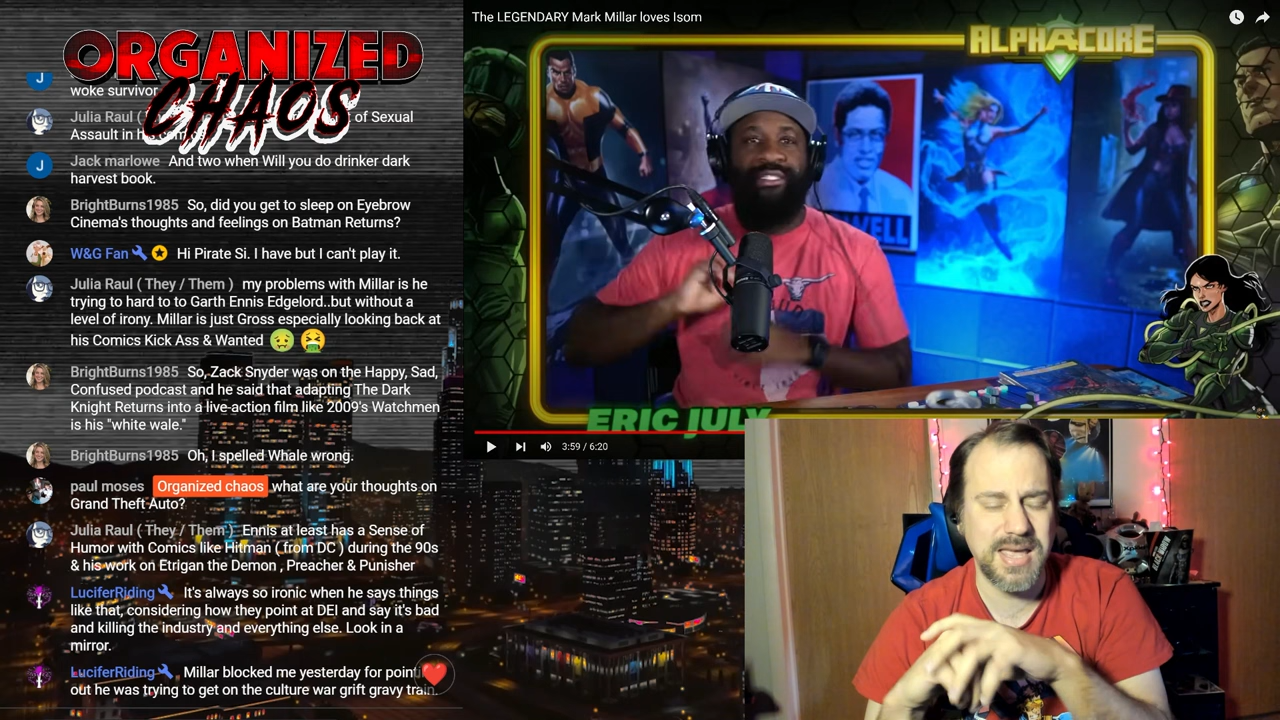 The LEGENDARY Mark Millar loves Isom
ORGANIZED
CHAOS
ALPHACORE
J
woke survivor
Julia Raul ( of Sexual
Assault in
J
Jack marlowe And two when Will you do drinker dark
harvest book.
BrightBurns1985 So, did you get to sleep on Eyebrow
Cinema's thoughts and feelings on Batman Returns?
W&G Fan Hi Pirate Si. I have but I can't play it.
Julia Raul ( They / Them ) my problems with Millar is he
trying to hard to to Garth Ennis Edgelord..but without a
level of irony. Millar is just Gross especially looking back at
his Comics Kick Ass & Wanted 🤢 🤮
BrightBurns1985 So, Zack Snyder was on the Happy, Sad,
Confused podcast and he said that adapting The Dark
Knight Returns into a live-action film like 2009's Watchmen
is his "white wale."
BrightBurns1985 Oh, I spelled Whale wrong.
paul moses Organized chaos what are your thoughts on
Grand Theft Auto?
Julia Raul ( They / Them ) Ennis at least has a Sense of
Humor with Comics like Hitman ( from DC ) during the 90s
& his work on Etrigan the Demon , Preacher & Punisher
LuciferRiding It's always so ironic when he says things
like that, considering how they point at DEI and say it's bad
and killing the industry and everything else. Look in a
mirror.
LuciferRiding Millar blocked me yesterday for
out he was trying to get on the culture war grift gravy train.
WELL
ERIC JULY
3:59 / 6:20